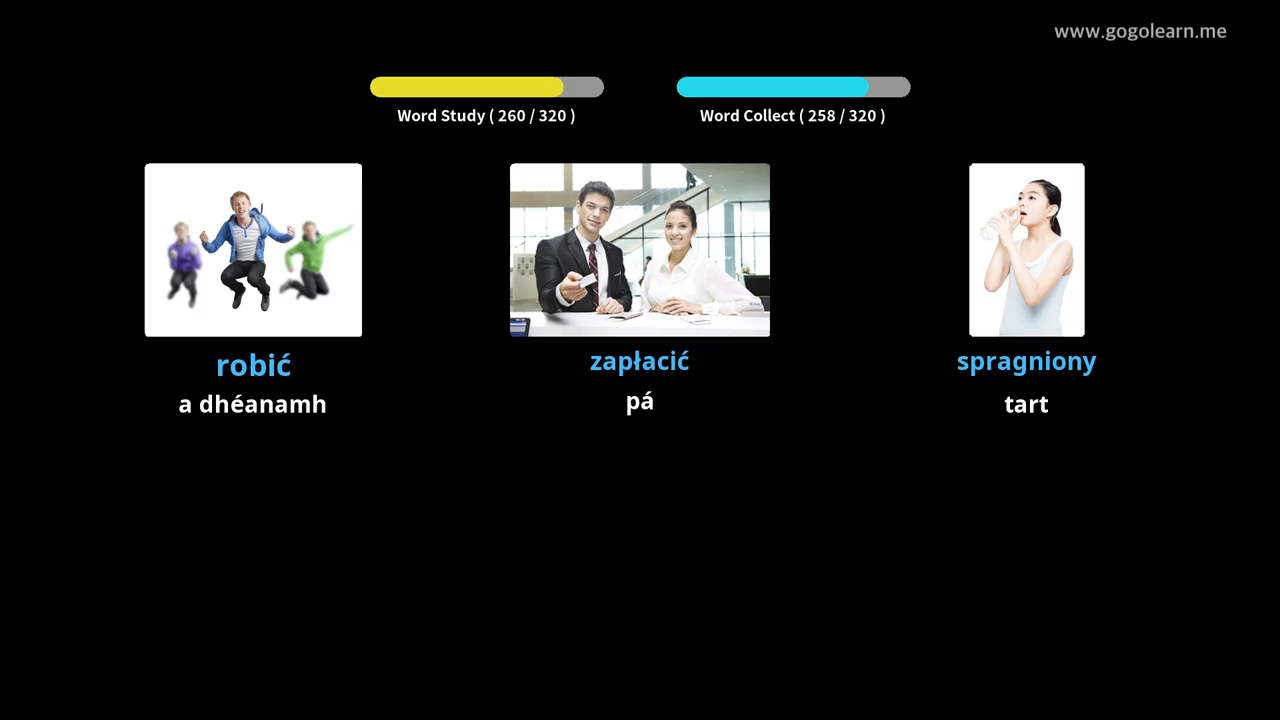 www.gogolearn.me
Word Study ( 260 / 320 )
Word Collect ( 258 / 320 )
robić
zapłacić
spragniony
a dhéanamh
pá
tart